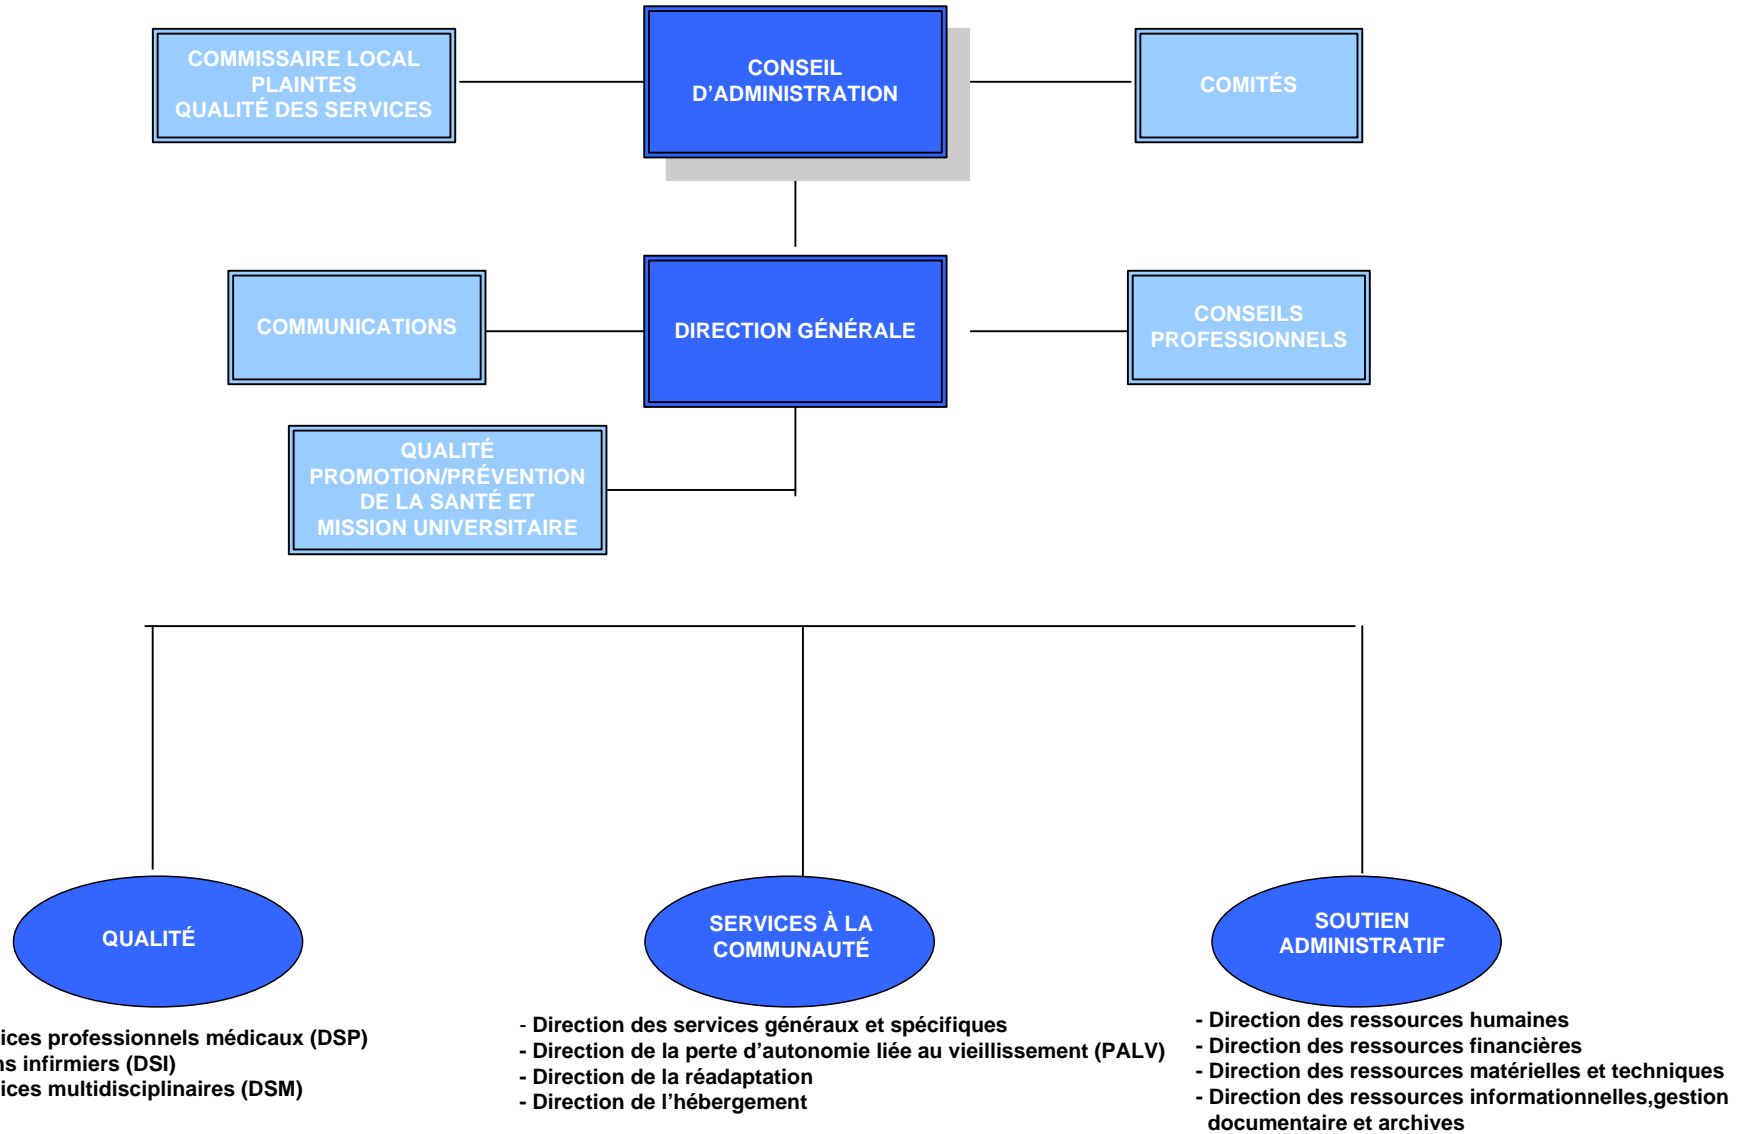 COMMISSAIRE LOCAL
PLAINTES
QUALITÉ DES SERVICES
CONSEIL
D’ADMINISTRATION
COMITÉS
COMMUNICATIONS
DIRECTION GÉNÉRALE
CONSEILS
PROFESSIONNELS
QUALITÉ
PROMOTION/PRÉVENTION
DE LA SANTÉ ET
MISSION UNIVERSITAIRE
QUALITÉ
professionnels médicaux (DSP)
infirmiers (DSI)
multidisciplinaires (DSM)
SERVICES À LA
COMMUNAUTÉ
- Direction des services généraux et spécifiques
- Direction de la perte d’autonomie liée au vieillissement (PALV)
- Direction de la réadaptation
- Direction de l’hébergement
SOUTIEN
ADMINISTRATIF
- Direction des ressources humaines
- Direction des ressources financières
- Direction des ressources matérielles et techniques
- Direction des ressources informationnelles,gestion
documentaire et archives